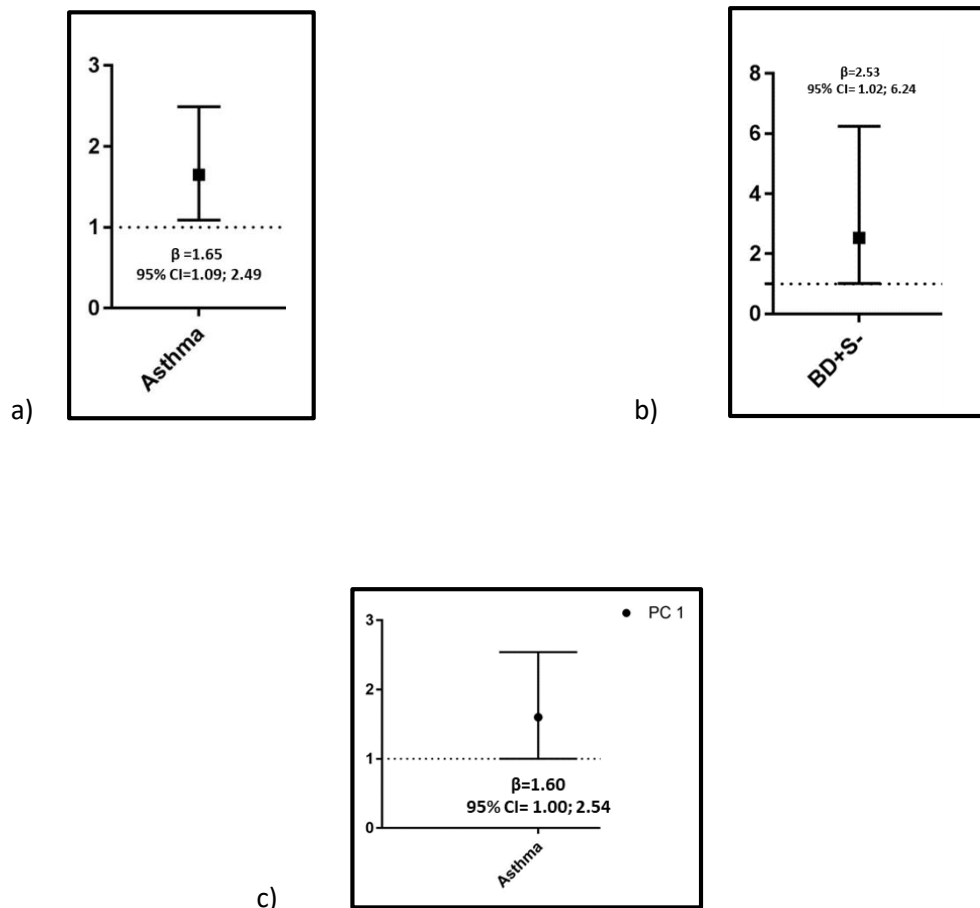 3
2
1
0
β =1.65
95% CI=1.09; 2.49
Asthma
a)
8
6
4
2
0
β=2.53
95% CI= 1.02; 6.24
BD+S-
b)
3
2
1
0
PC 1
β=1.60
95% CI= 1.00; 2.54
Asthma
c)